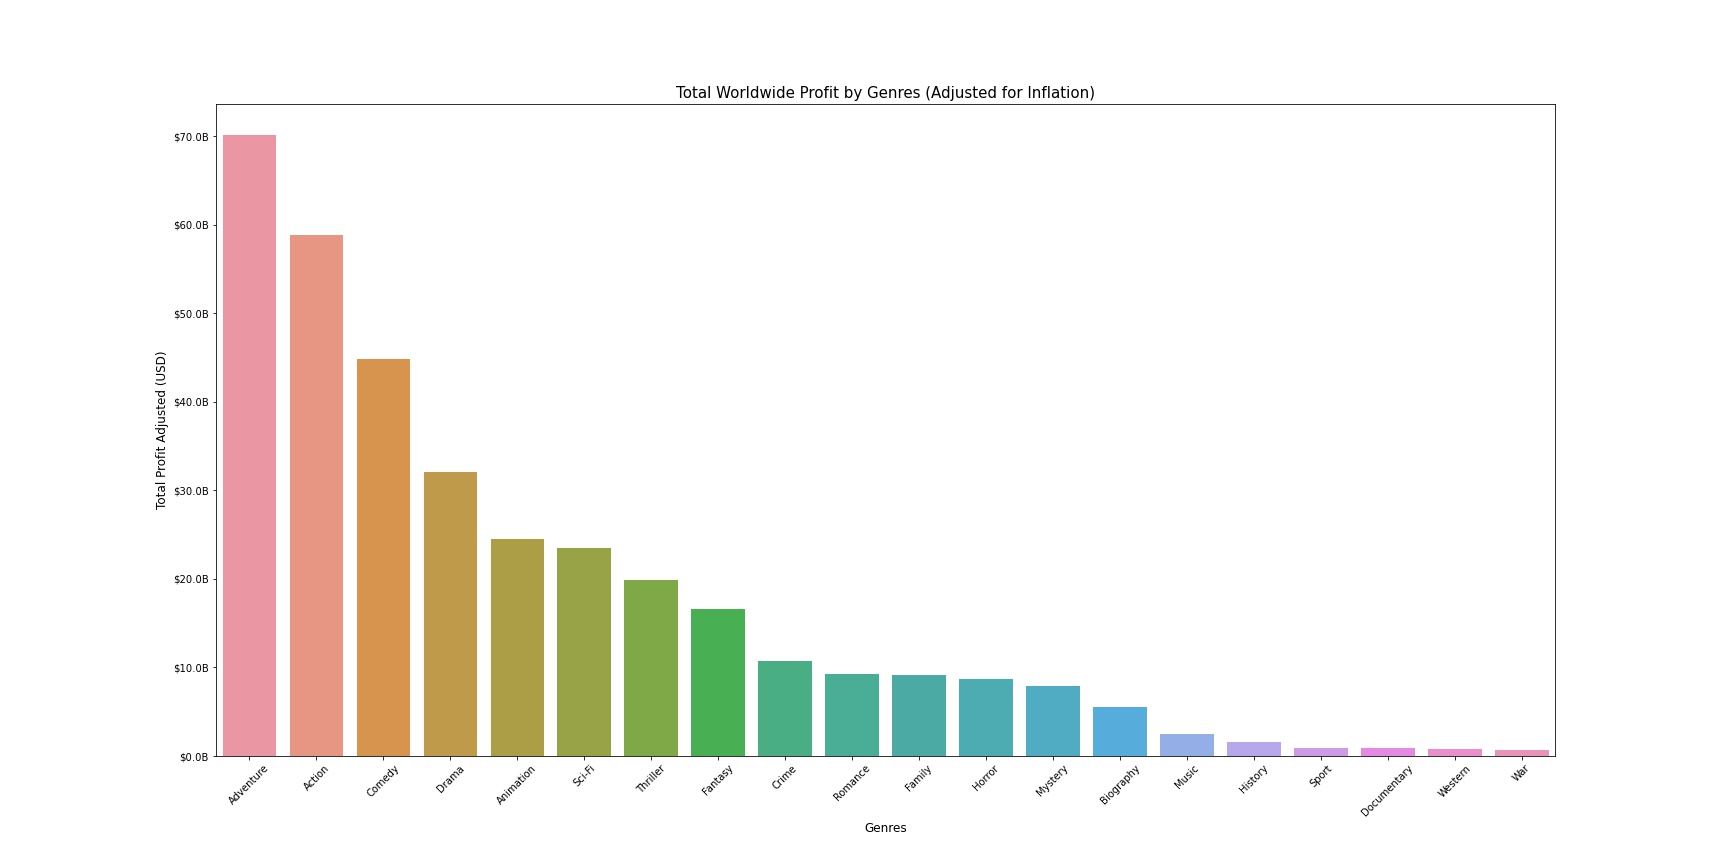 Total Worldwide Profit by Genres (Adjusted for Inflation)
$70.0B
$60.0B
$50.0B
$40.0B
$30.0B
$20.0B
$10.0B
$0.0B
Total Profit Adjusted (USD)
Adventure
Action
Comedy
Drama
Animation
Sci-Fi
Thriller
Fantasy
Crime
Romance
Family
Horror
Mystery
Biography
Music
History
Sport
Documentary
Western
War
Genres